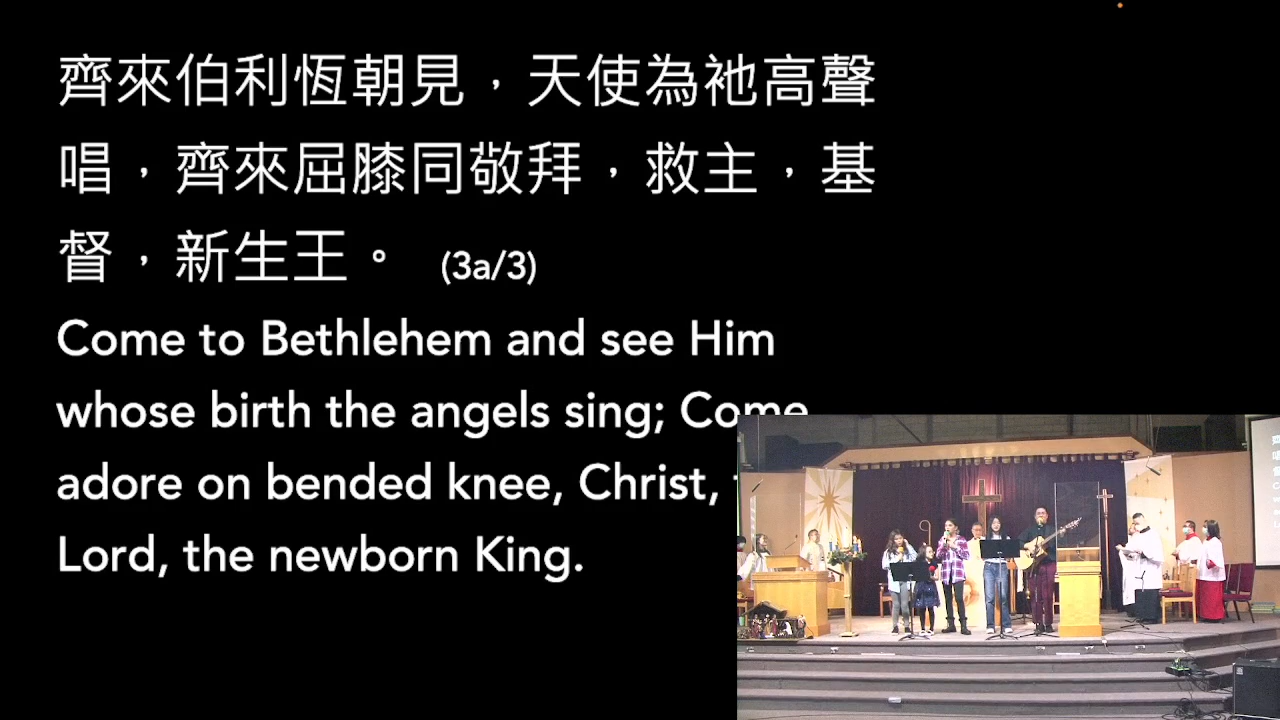 齊來伯利恆朝見，天使為祂高聲
唱，齊來屈膝同敬拜，救主，基
督，新生王。 (3a/3)
Come to Bethlehem and see Him
whose birth the angels sing; Come
adore on bended knee, Christ,
Lord, the newborn King.